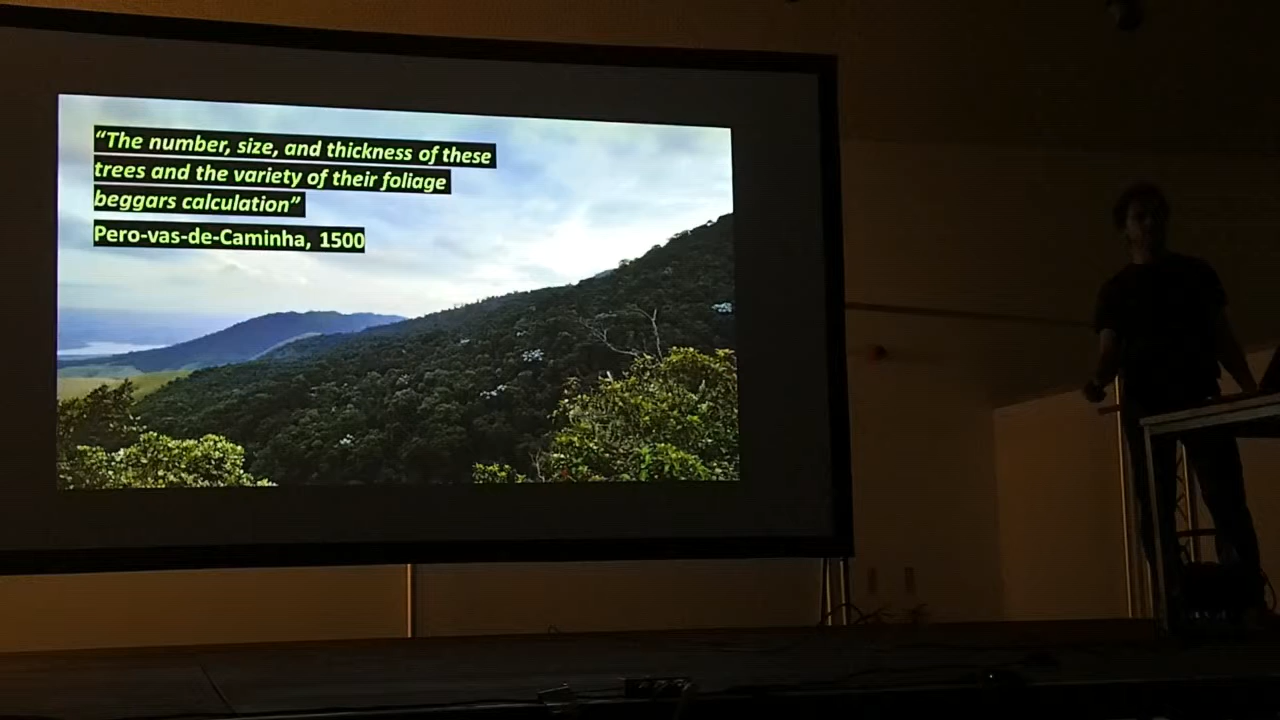 “The number, size, and thickness of these
trees and the variety of their foliage
beggars calculation”
Pero-vas-de-Caminha, 1500